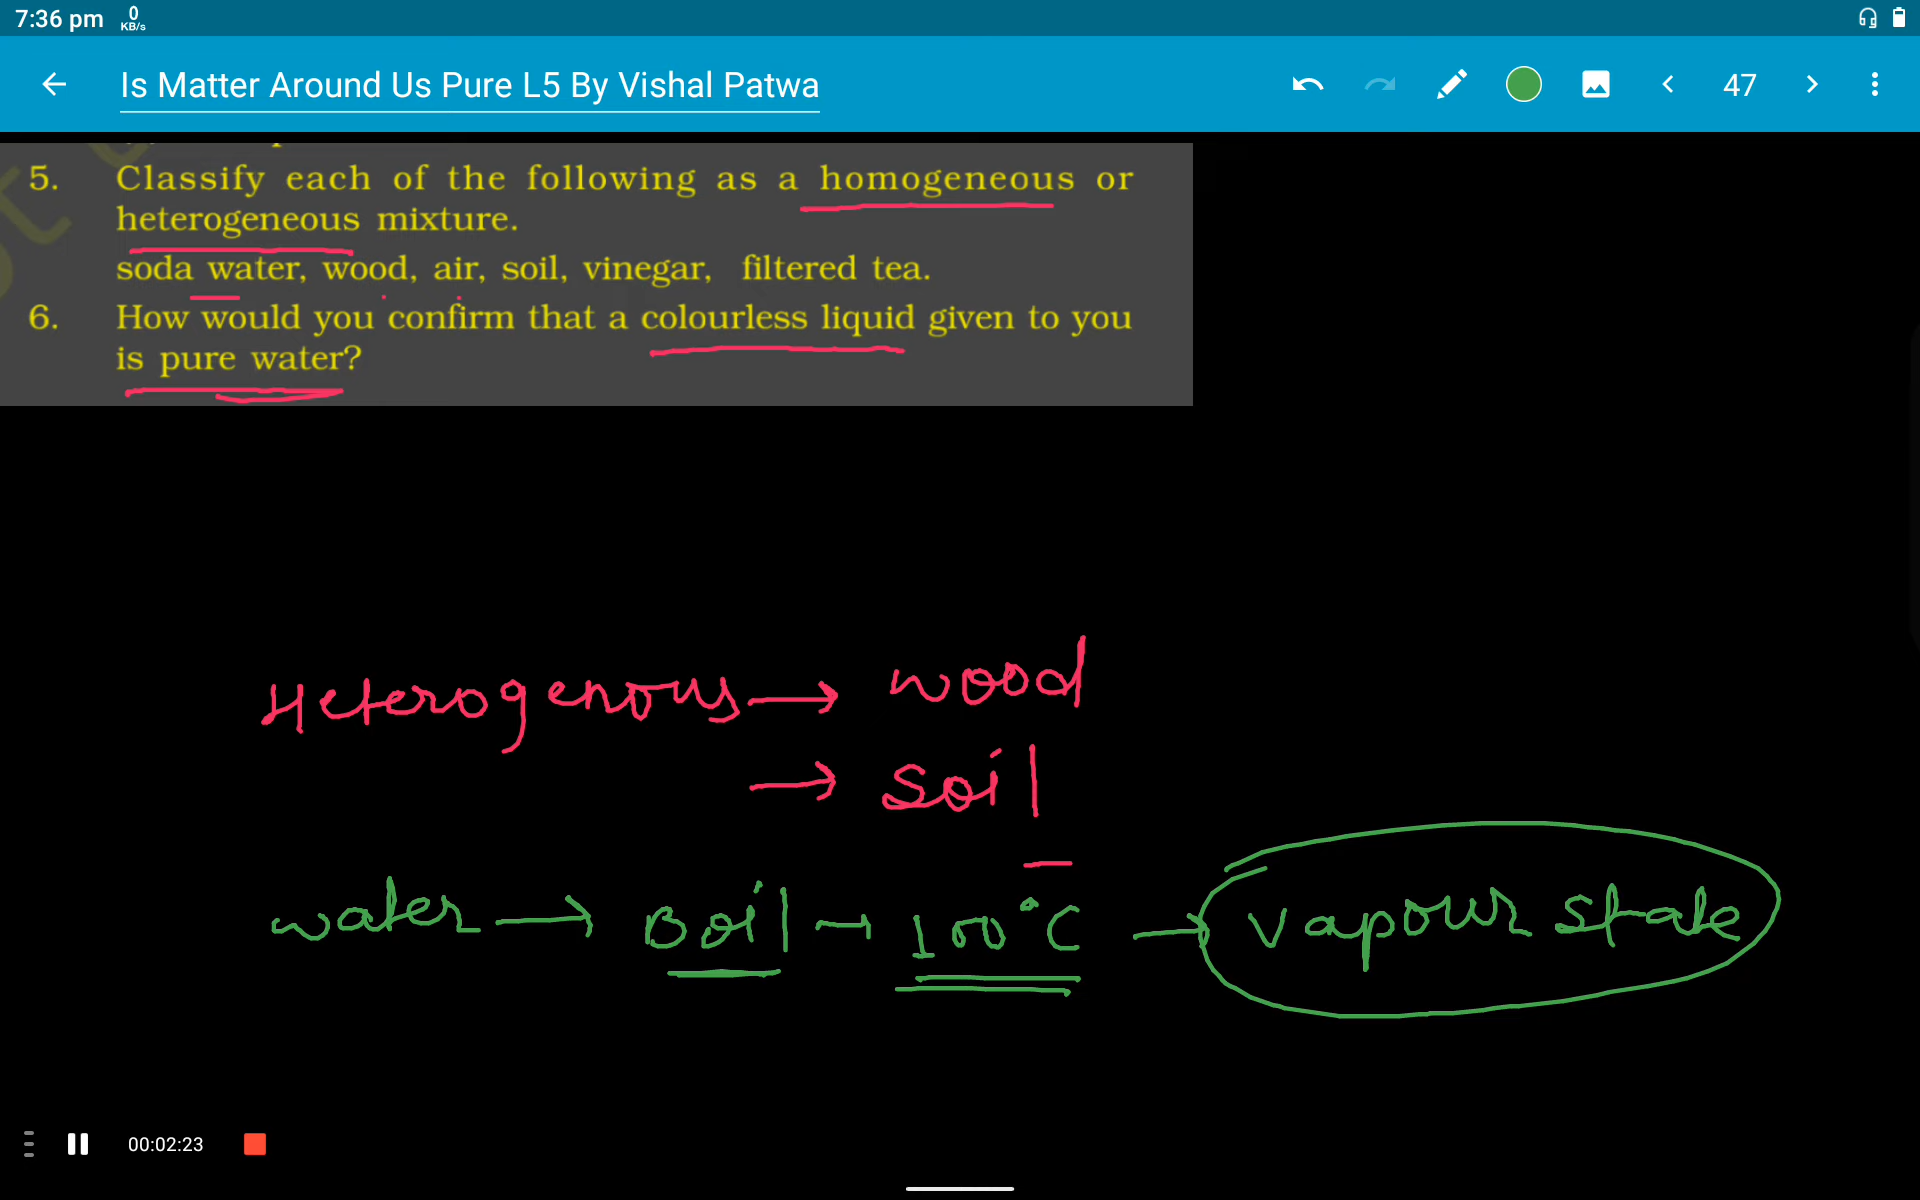 7:36 pm 0 KB/s
Is Matter Around Us Pure L5 By Vishal Patwa 47
5. Classify each of the following as a homogeneous or
heterogeneous mixture.
soda water, wood, air, soil, vinegar, filtered tea.
6. How would you confirm that a colourless liquid given to you
is pure water?
Heterogenous → wood
→ soil
water → Boil → 100°C → vapour state
00:02:23